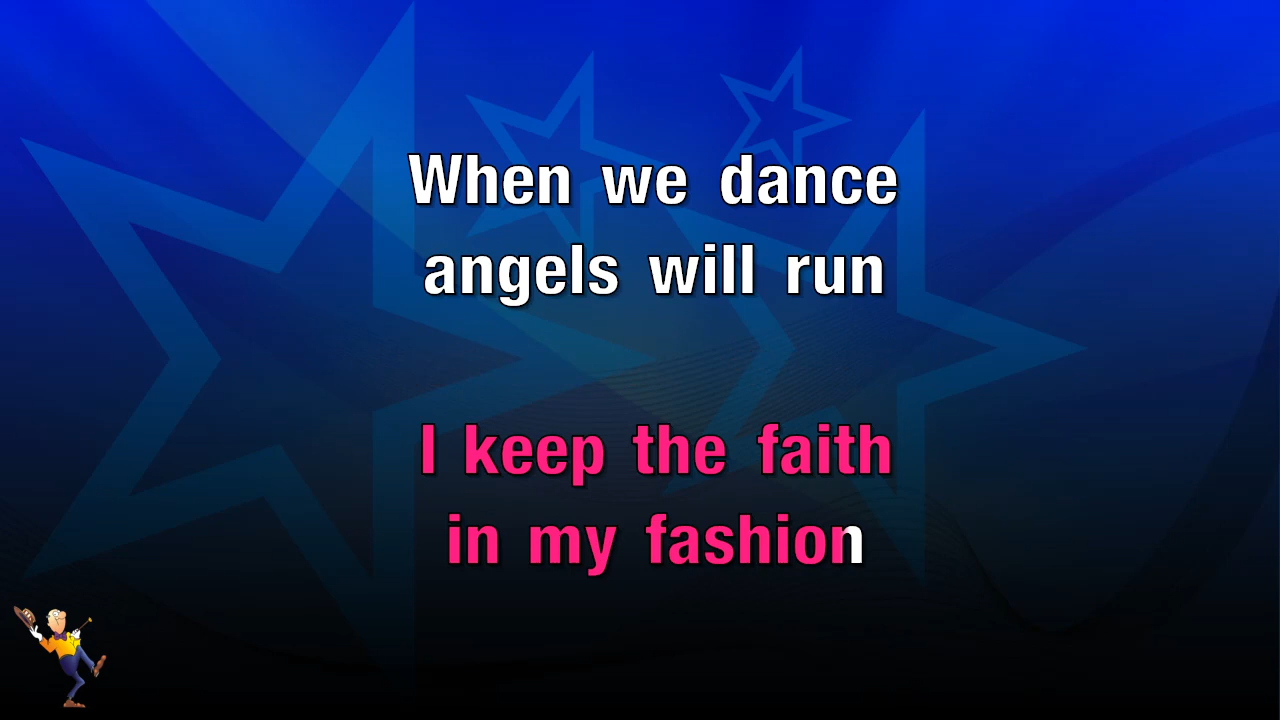 When we dance
angels will run
I keep the faith
in my fashion